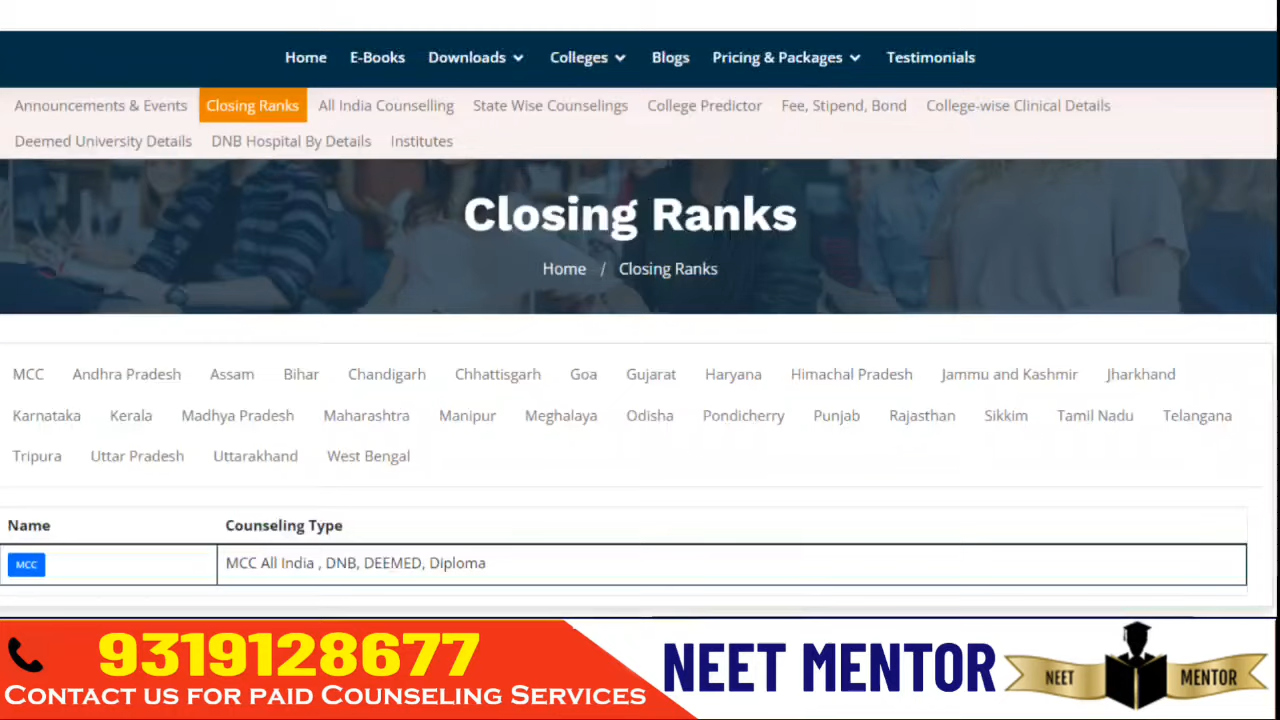 Home E-Books Downloads Colleges Blogs Pricing & Packages Testimonials
Announcements & Events Closing Ranks All India Counselling State Wise Counselings College Predictor Fee, Stipend, Bond College-wise Clinical Details
Deemed University Details DNB Hospital By Details Institutes
Closing Ranks
Home / Closing Ranks
MCC Andhra Pradesh Assam Bihar Chandigarh Chhattisgarh Goa Gujarat Haryana Himachal Pradesh Jammu and Kashmir Jharkhand
Karnataka Kerala Madhya Pradesh Maharashtra Manipur Meghalaya Odisha Pondicherry Punjab Rajasthan Sikkim Tamil Nadu Telangana
Tripura Uttar Pradesh Uttarakhand West Bengal
Name Counseling Type
MCC MCC All India , DNB, DEEMED, Diploma
9319128677
CONTACT US FOR PAID COUNSELING SERVICES
NEET MENTOR
NEET MENTOR